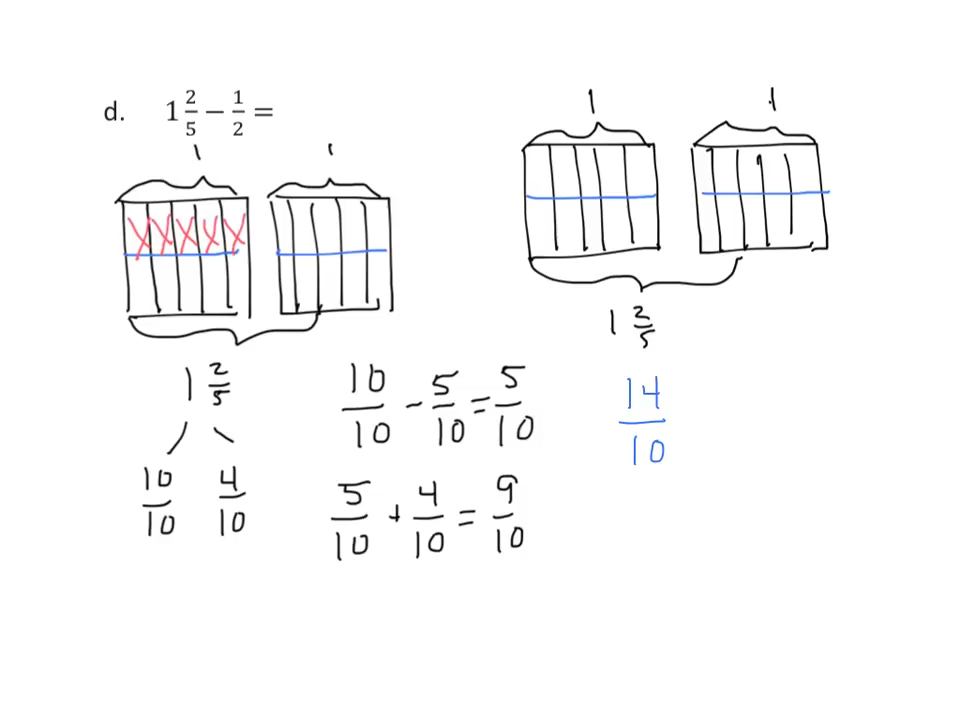 d. 1 2/5 − 1/2 =
1 1
1 1
X X X X X
1 2/5
10/10 4/10
10/10 - 5/10 = 5/10
5/10 + 4/10 = 9/10
1 2/5
14/10